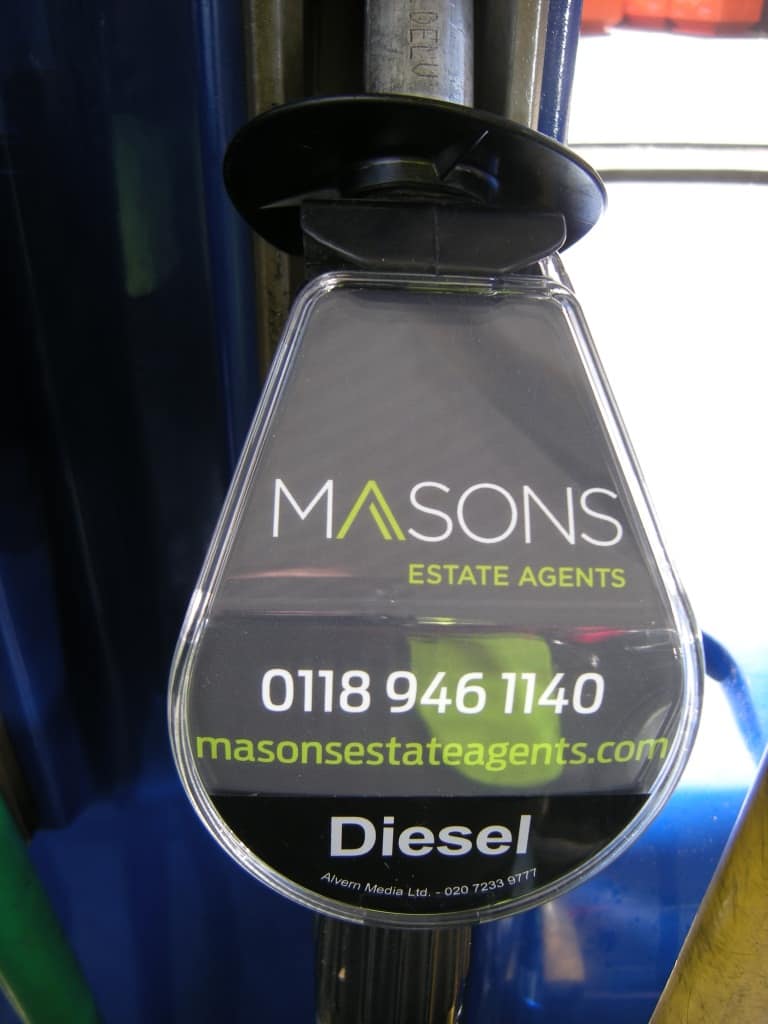 MASONS
ESTATE AGENTS
0118 946 1140
masonsestateagents.com
Diesel
Alvern Media Ltd. - 020 7233 9777